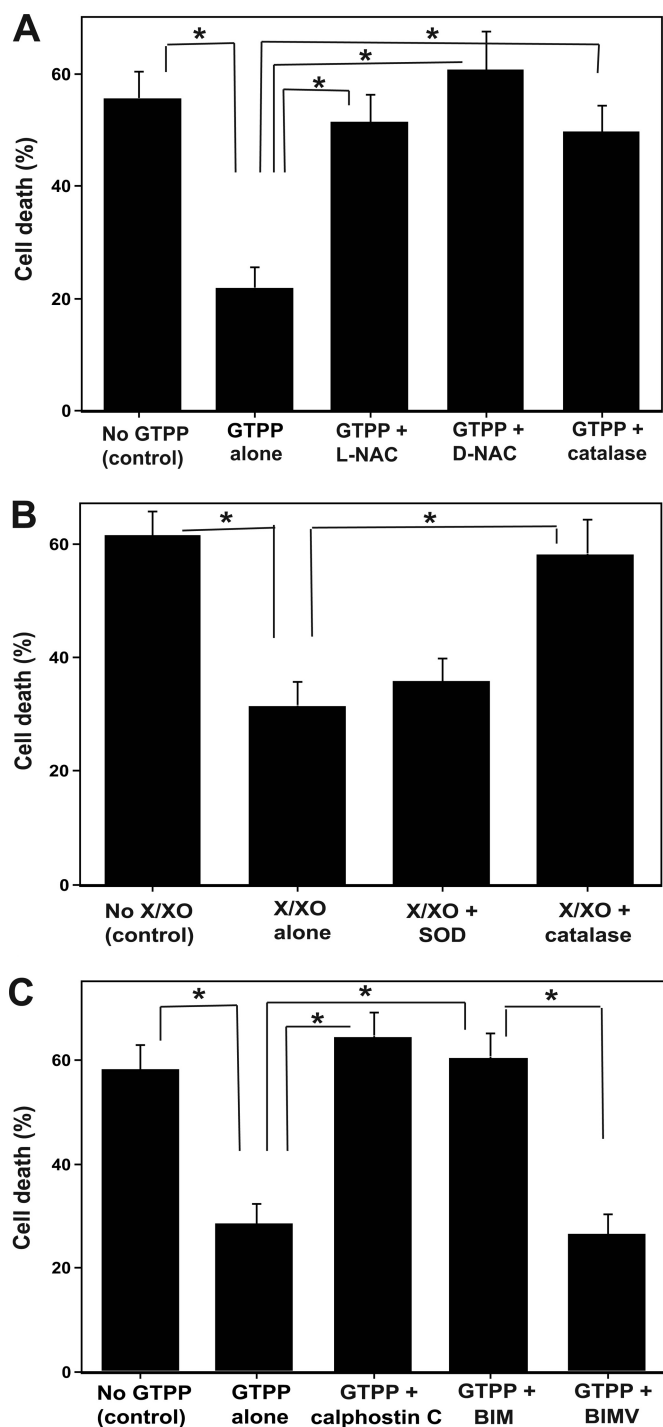 A
Cell death (%)
60
40
20
0
* * * *
No GTPP GTPP GTPP + GTPP + GTPP +
(control) alone L-NAC D-NAC catalase
B
Cell death (%)
60
40
20
0
* *
No X/XO X/XO X/XO + X/XO +
(control) alone SOD catalase
C
Cell death (%)
60
40
20
0
* * * *
No GTPP GTPP GTPP + GTPP + GTPP +
(control) alone calphostin C BIM BIMV